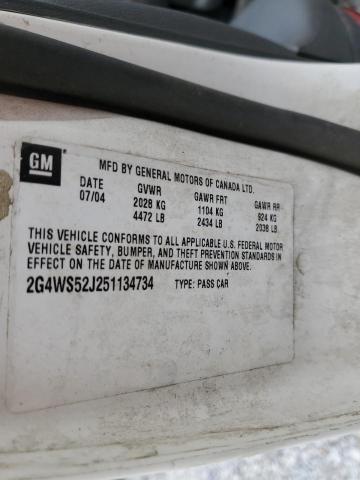 GM
MFD BY GENERAL MOTORS OF CANADA LTD.
DATE GVWR GAWR FRT GAWR RR
07/04 2028 KG 1104 KG 924 KG
4472 LB 2434 LB 2038 LB
THIS VEHICLE CONFORMS TO ALL APPLICABLE U.S. FEDERAL MOTOR
VEHICLE SAFETY, BUMPER, AND THEFT PREVENTION STANDARDS
IN EFFECT ON THE DATE OF MANUFACTURE SHOWN ABOVE.
2G4WS52J251134734 TYPE: PASS CAR